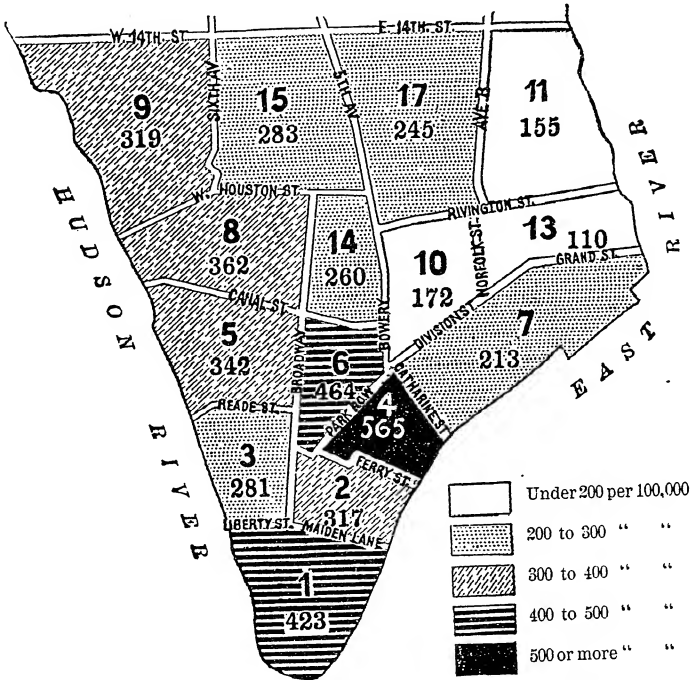 W. 14TH ST.
E. 14TH. ST.
SIXTH AV
5TH AV
AVE B
9
319
15
283
17
245
11
155
HUDSON RIVER
EAST RIVER
W. HOUSTON ST.
RIVINGTON ST.
NORFOLK ST.
8
362
14
260
10
172
13
110
GRAND ST.
CANAL ST.
BROADWAY
BOWERY
DIVISION ST
5
342
6
464
7
213
CATHARINE ST.
PARK ROW
4
565
READE ST.
FERRY ST.
3
281
2
317
LIBERTY ST.
MAIDEN LANE
1
423
Under 200 per 100,000
200 to 300 “ “
300 to 400 “ “
400 to 500 “ “
500 or more “ “